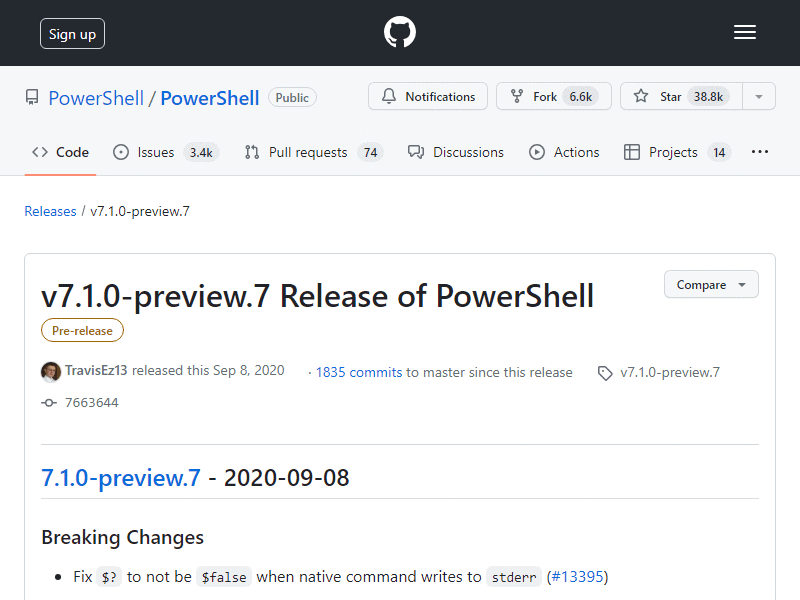 Sign up
PowerShell / PowerShell Public
Notifications Fork 6.6k Star 38.8k
Code Issues 3.4k Pull requests 74 Discussions Actions Projects 14 ...
Releases / v7.1.0-preview.7
v7.1.0-preview.7 Release of PowerShell
Compare
Pre-release
TravisEz13 released this Sep 8, 2020 · 1835 commits to master since this release v7.1.0-preview.7
7663644
7.1.0-preview.7 - 2020-09-08
Breaking Changes
• Fix $? to not be $false when native command writes to stderr (#13395)